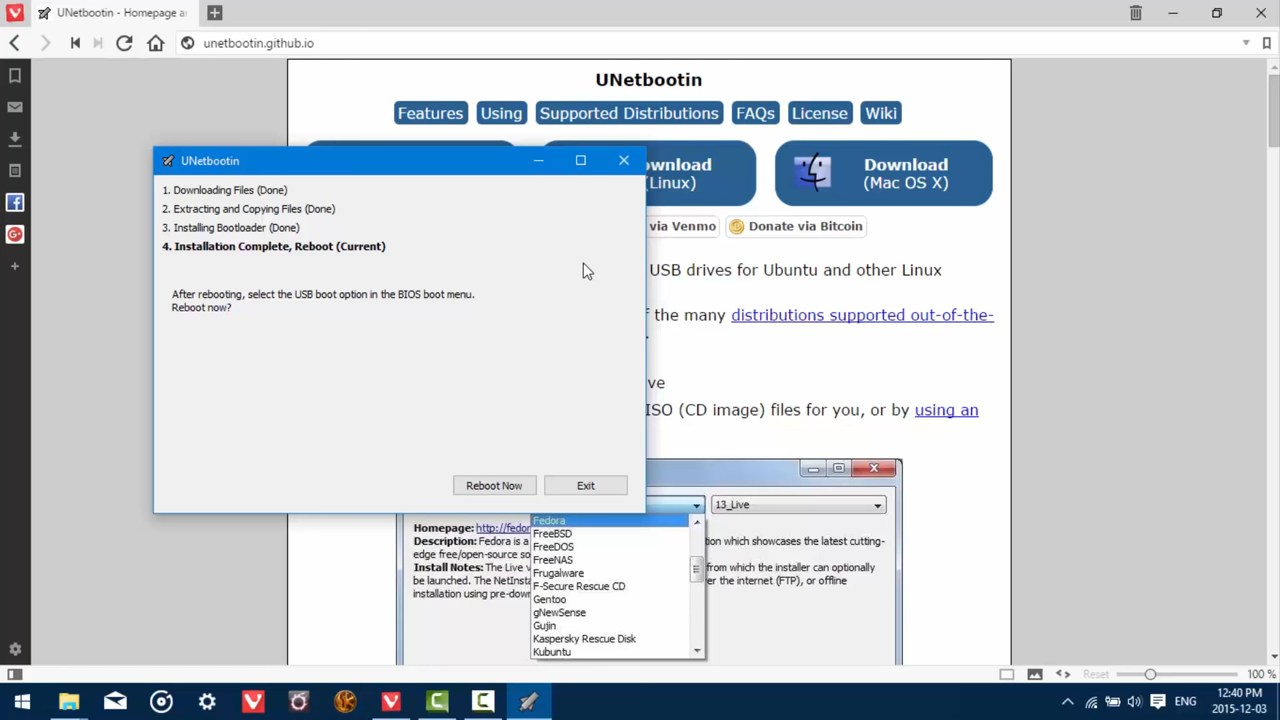 UNetbootin - Homepage a
unetbootin.github.io
UNetbootin
Features
Using
Supported Distributions
FAQs
License
Wiki
wnload
(Linux)
Download
(Mac OS X)
via Venmo
Donate via Bitcoin
USB drives for Ubuntu and other Linux
f the many distributions supported out-of-the-
ve
ISO (CD image) files for you, or by using an
UNetbootin
1. Downloading Files (Done)
2. Extracting and Copying Files (Done)
3. Installing Bootloader (Done)
4. Installation Complete, Reboot (Current)
After rebooting, select the USB boot option in the BIOS boot menu.
Reboot now?
Reboot Now
Exit
13_Live
Homepage: http://fedor
Description: Fedora is a
edge free/open-source so
Install Notes: The Live v
be launched. The NetInsta
installation using pre-down
tion which showcases the latest cutting-
from which the installer can optionally
er the internet (FTP), or offline
Fedora
FreeBSD
FreeDOS
FreeNAS
Frugalware
F-Secure Rescue CD
Gentoo
gNewSense
Gujin
Kaspersky Rescue Disk
Kubuntu
Reset
100 %
ENG
12:40 PM
2015-12-03